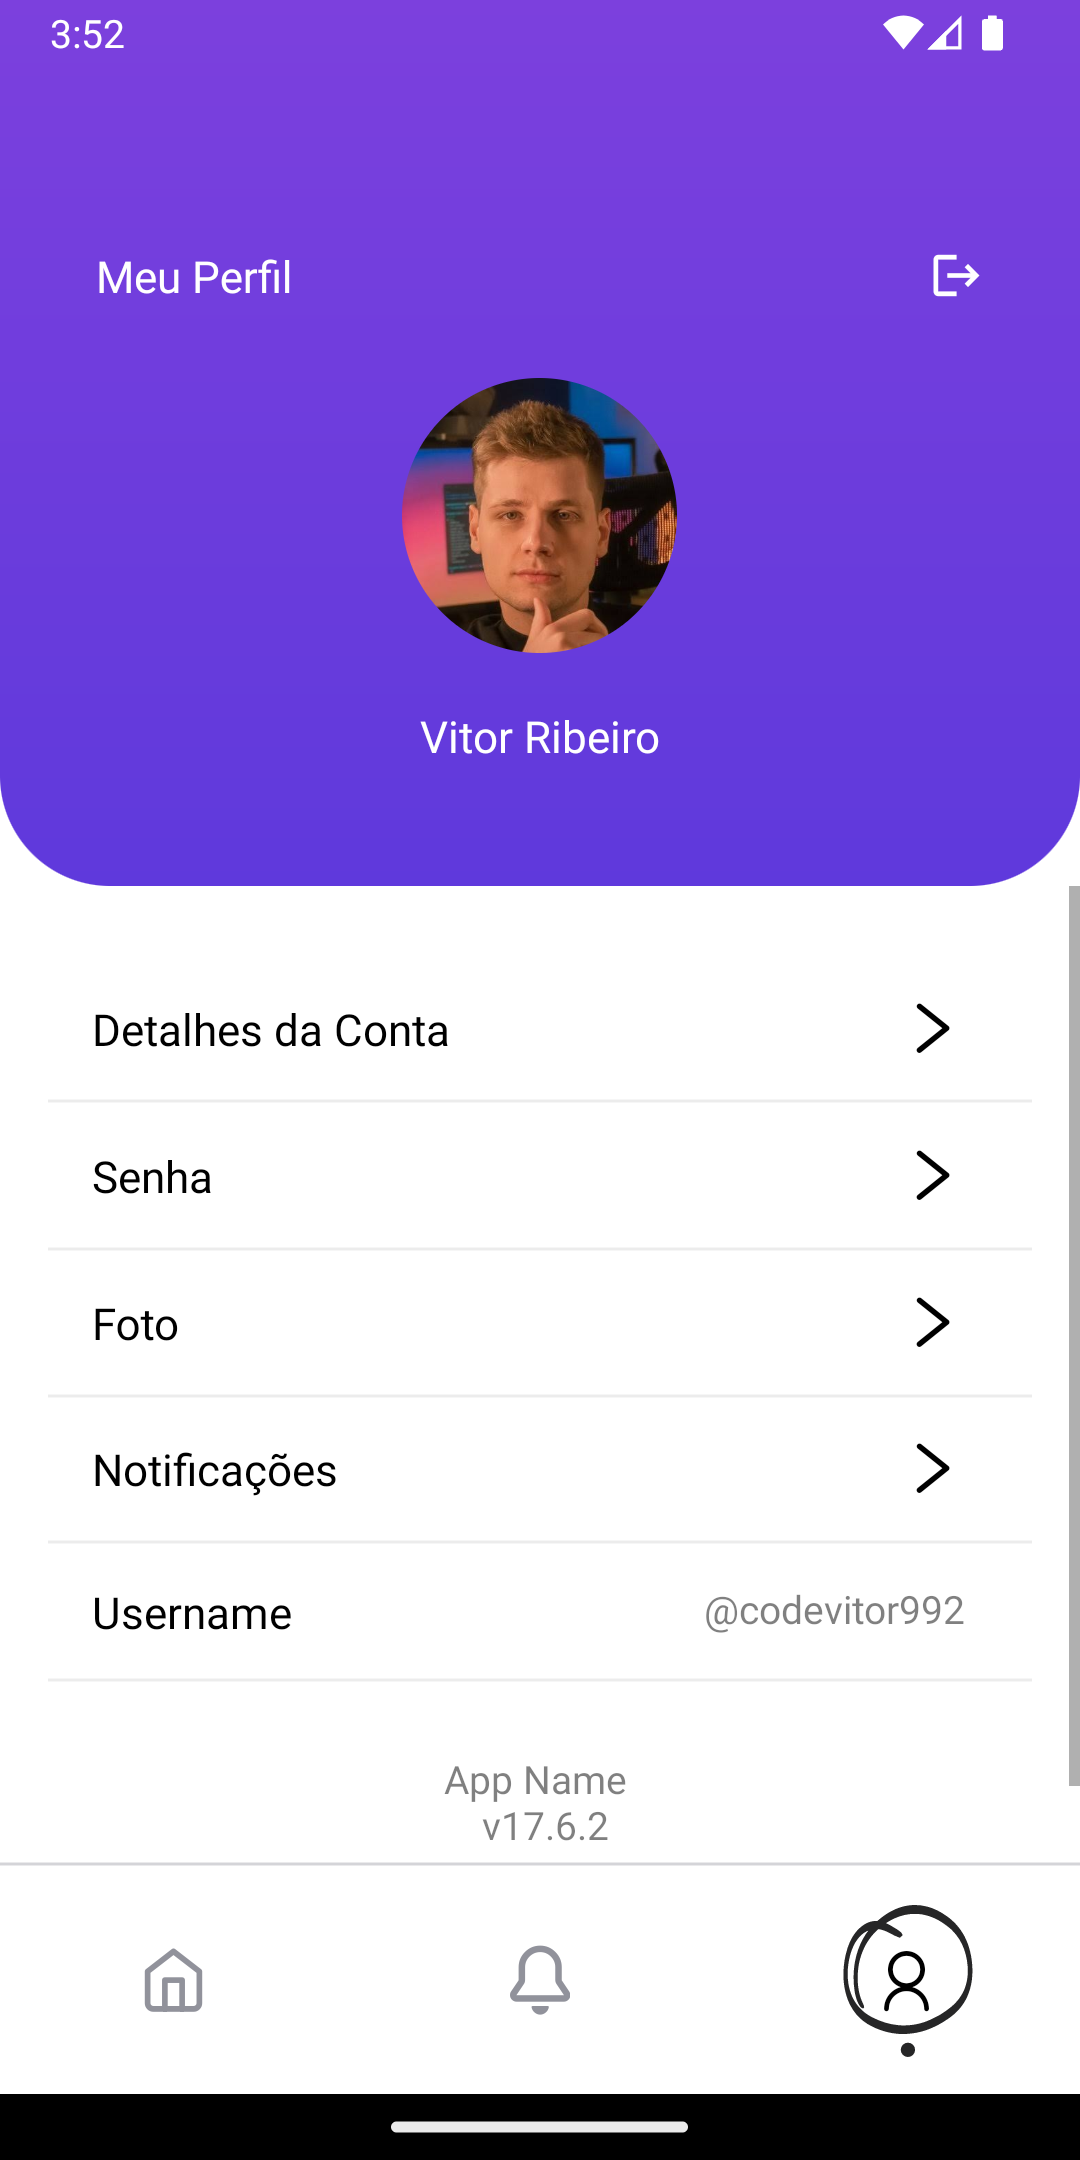 3:52
Meu Perfil
Vitor Ribeiro
Detalhes da Conta
Senha
Foto
Notificações
Username
@codevitor992
App Name
v17.6.2